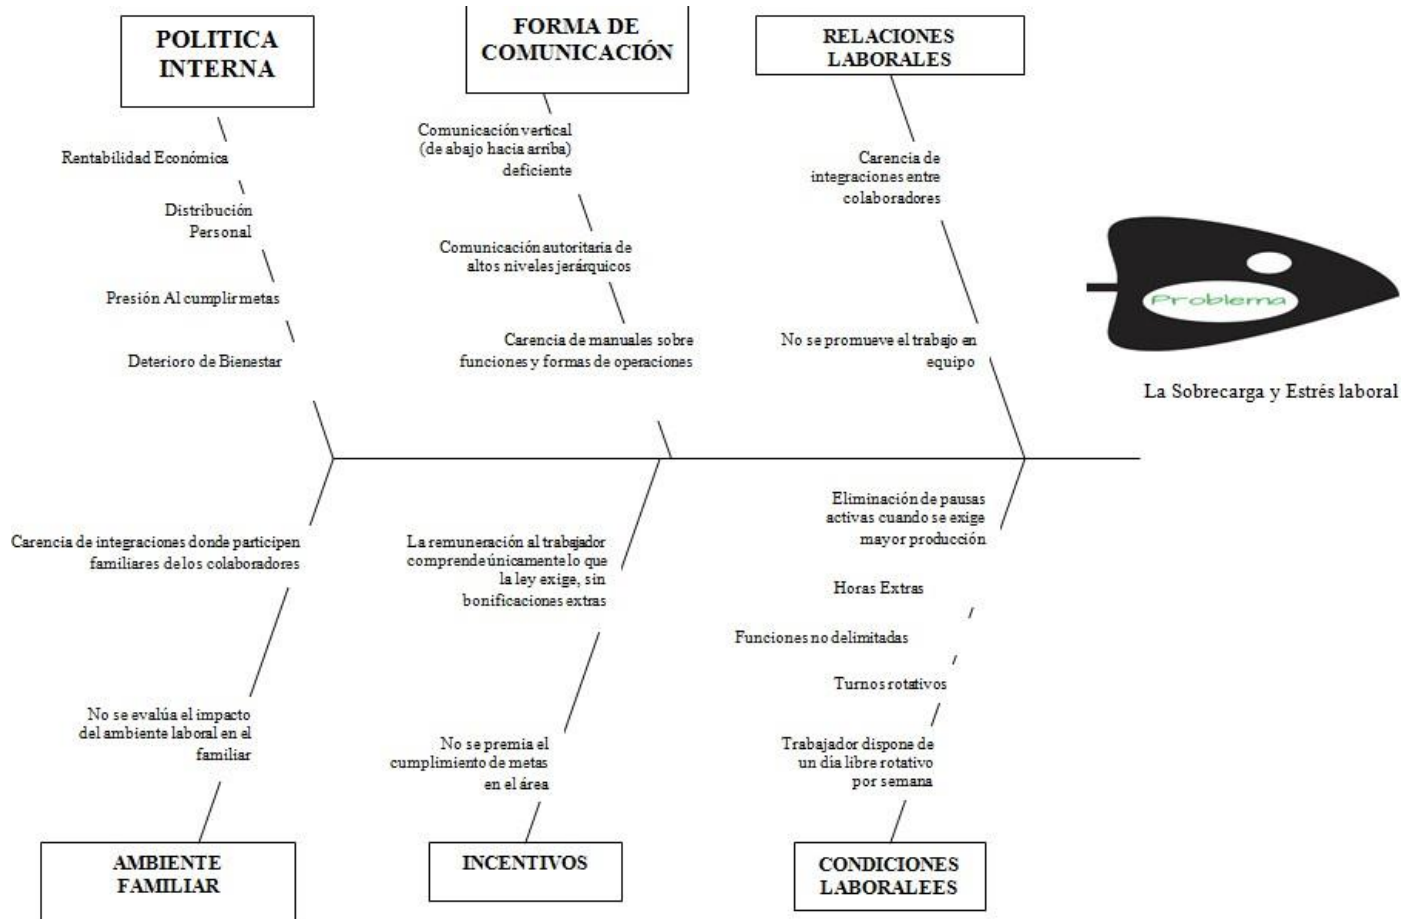 POLITICA
INTERNA
FORMA DE
COMUNICACIÓN
RELACIONES
LABORALES
Rentabilidad Económica
Distribución
Personal
Presión Al cumplir metas
Deterioro de Bienestar
Comunicación vertical
(de abajo hacia arriba)
deficiente
Comunicación autoritaria de
altos niveles jerárquicos
Carencia de manuales sobre
funciones y formas de operaciones
Carencia de
integraciones entre
colaboradores
No se promueve el trabajo en
equipo
Problema
La Sobrecarga y Estrés laboral
Carencia de integraciones donde participen
familiares de los colaboradores
No se evalúa el impacto
del ambiente laboral en el
familiar
La remuneración al trabajador
comprende únicamente lo que
la ley exige, sin
bonificaciones extras
No se premia el
cumplimiento de metas
en el área
Eliminación de pausas
activas cuando se exige
mayor producción
Horas Extras
Funciones no delimitadas
Turnos rotativos
Trabajador dispone de
un día libre rotativo
por semana
AMBIENTE
FAMILIAR
INCENTIVOS
CONDICIONES
LABORALEES